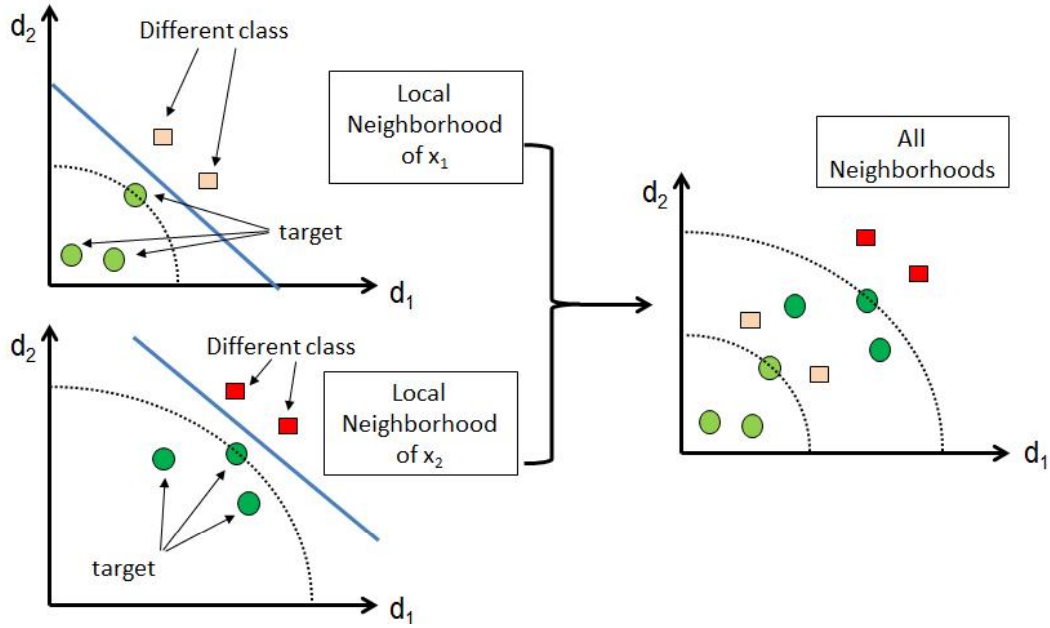 d₂
Different class
Local
Neighborhood
of x₁
target
d₁
d₂
Different class
Local
Neighborhood
of x₂
target
d₁
All
Neighborhoods
d₂
d₁